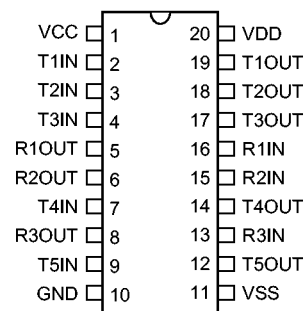 VCC 1 20 VDD
T1IN 2 19 T1OUT
T2IN 3 18 T2OUT
T3IN 4 17 T3OUT
R1OUT 5 16 R1IN
R2OUT 6 15 R2IN
T4IN 7 14 T4OUT
R3OUT 8 13 R3IN
T5IN 9 12 T5OUT
GND 10 11 VSS